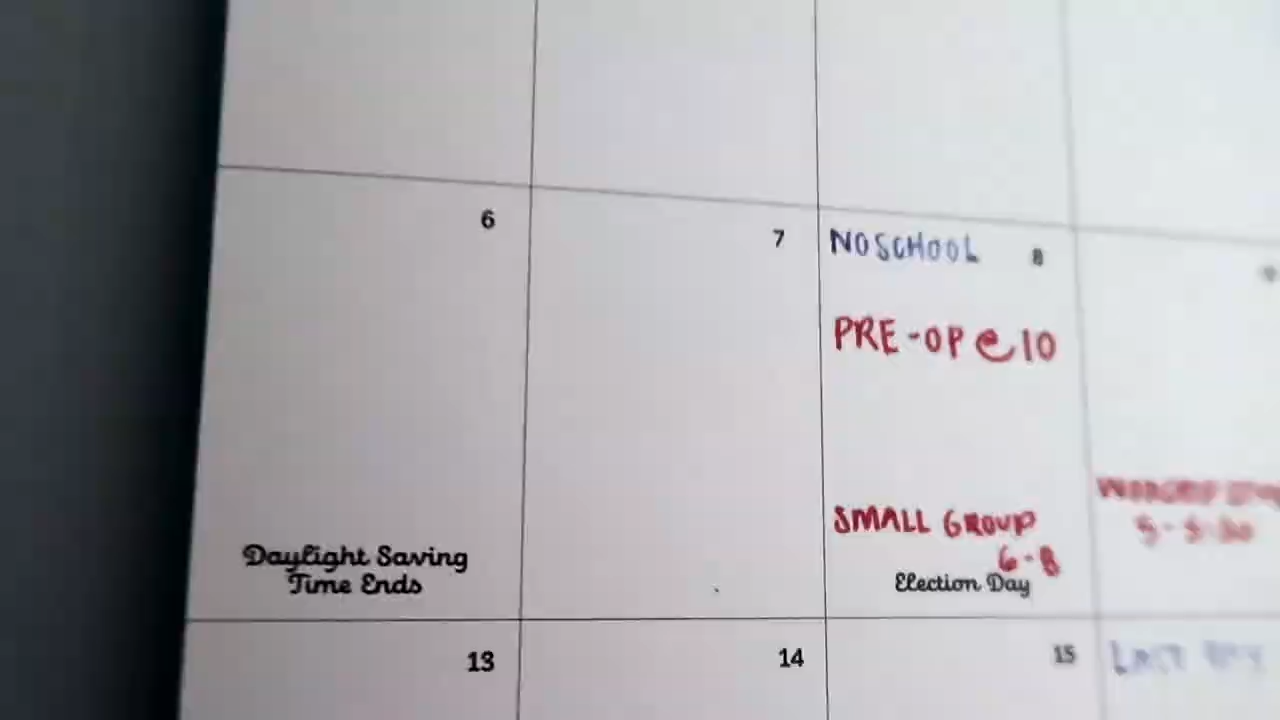 6
7
NO SCHOOL 8
9
PRE-OP @ 10
SMALL GROUP
6-8
Daylight Saving
Time Ends
Election Day
13
14
15